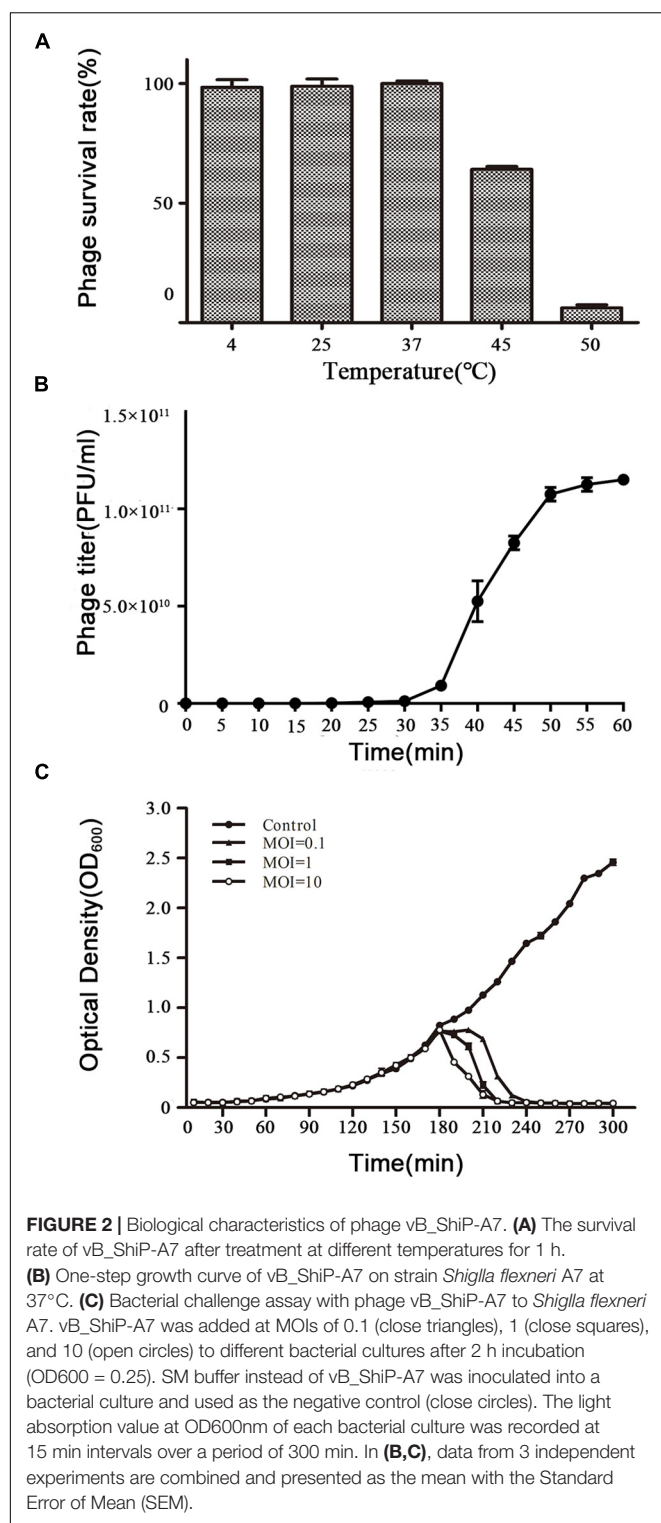 A
Phage survival rate(%)
100
50
0
4 25 37 45 50
Temperature(°C)
B
Phage titer(PFU/ml)
1.5×10¹¹
1.0×10¹¹
5.0×10¹⁰
0
0 5 10 15 20 25 30 35 40 45 50 55 60
Time(min)
C
Optical Density(OD₆₀₀)
3.0
2.5
2.0
1.5
1.0
0.5
0
Control
MOI=0.1
MOI=1
MOI=10
0 30 60 90 120 150 180 210 240 270 300
Time(min)
FIGURE 2 | Biological characteristics of phage vB_ShiP-A7. (A) The survival
rate of vB_ShiP-A7 after treatment at different temperatures for 1 h.
(B) One-step growth curve of vB_ShiP-A7 on strain Shiglla flexneri A7 at
37°C. (C) Bacterial challenge assay with phage vB_ShiP-A7 to Shiglla flexneri
A7. vB_ShiP-A7 was added at MOIs of 0.1 (close triangles), 1 (close squares),
and 10 (open circles) to different bacterial cultures after 2 h incubation
(OD600 = 0.25). SM buffer instead of vB_ShiP-A7 was inoculated into a
bacterial culture and used as the negative control (close circles). The light
absorption value at OD600nm of each bacterial culture was recorded at
15 min intervals over a period of 300 min. In (B,C), data from 3 independent
experiments are combined and presented as the mean with the Standard
Error of Mean (SEM).